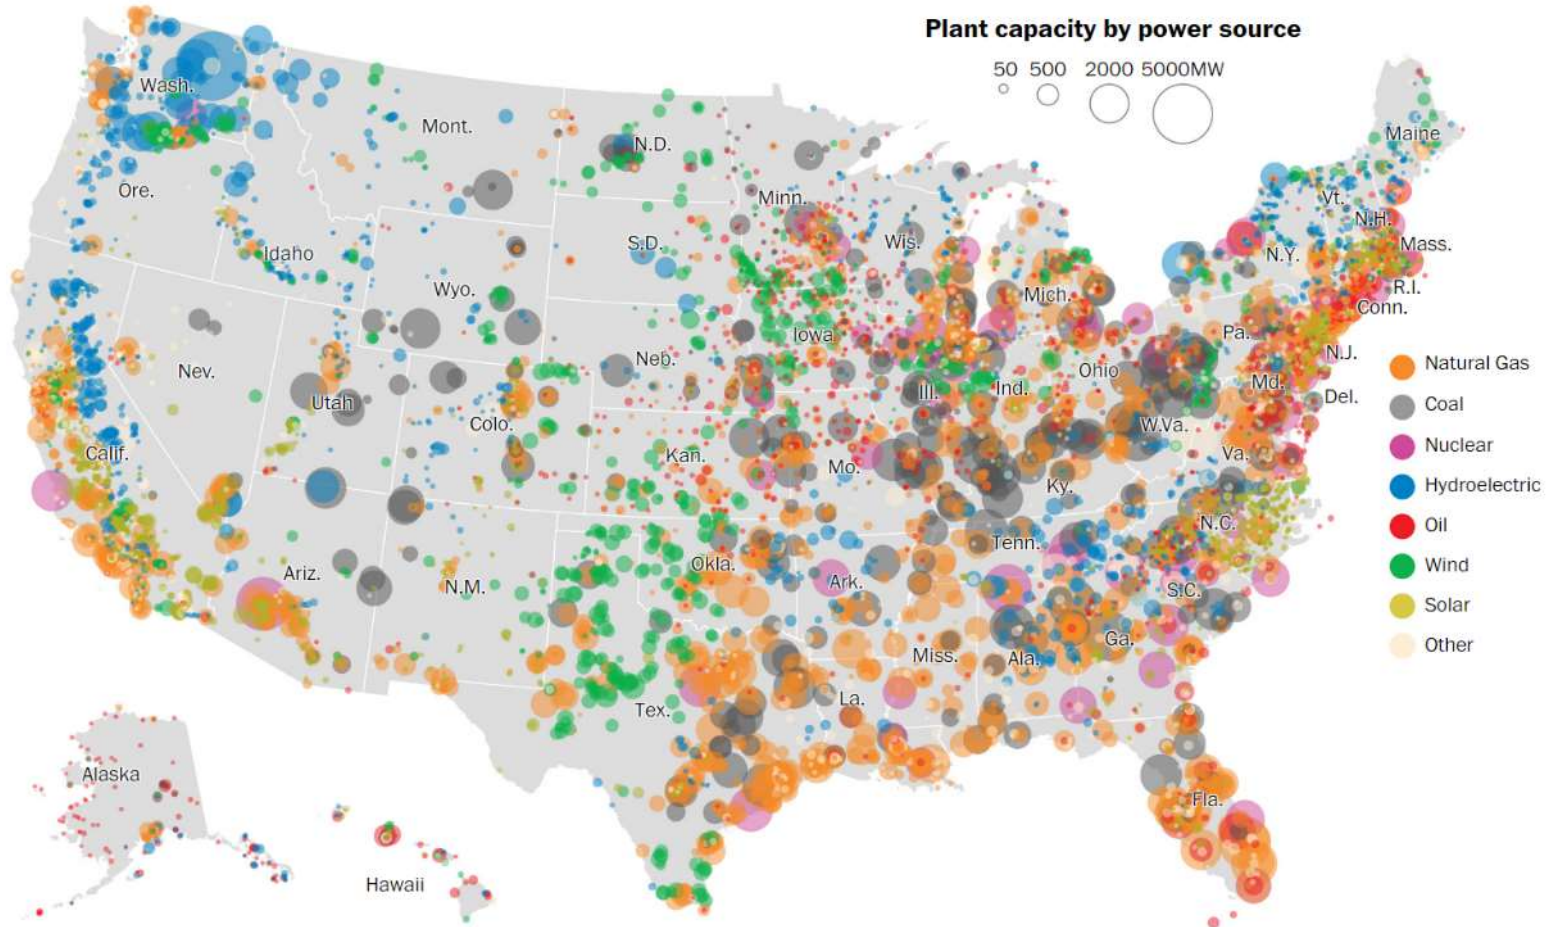 Plant capacity by power source
50 500 2000 5000MW
Wash.
Mont.
N.D.
Maine
Ore.
Minn.
Vt.
N.H.
Idaho
S.D.
Wis.
N.Y.
Mass.
Wyo.
Mich.
R.I.
Conn.
Iowa
Pa.
Nev.
Neb.
N.J.
Utah
Ill.
Ind.
Ohio
Md.
Del.
Colo.
W.Va.
Calif.
Kan.
Mo.
Va.
Ky.
N.C.
Ariz.
N.M.
Okla.
Ark.
Tenn.
S.C.
Miss.
Ala.
Ga.
Tex.
La.
Alaska
Fla.
Hawaii
Natural Gas
Coal
Nuclear
Hydroelectric
Oil
Wind
Solar
Other